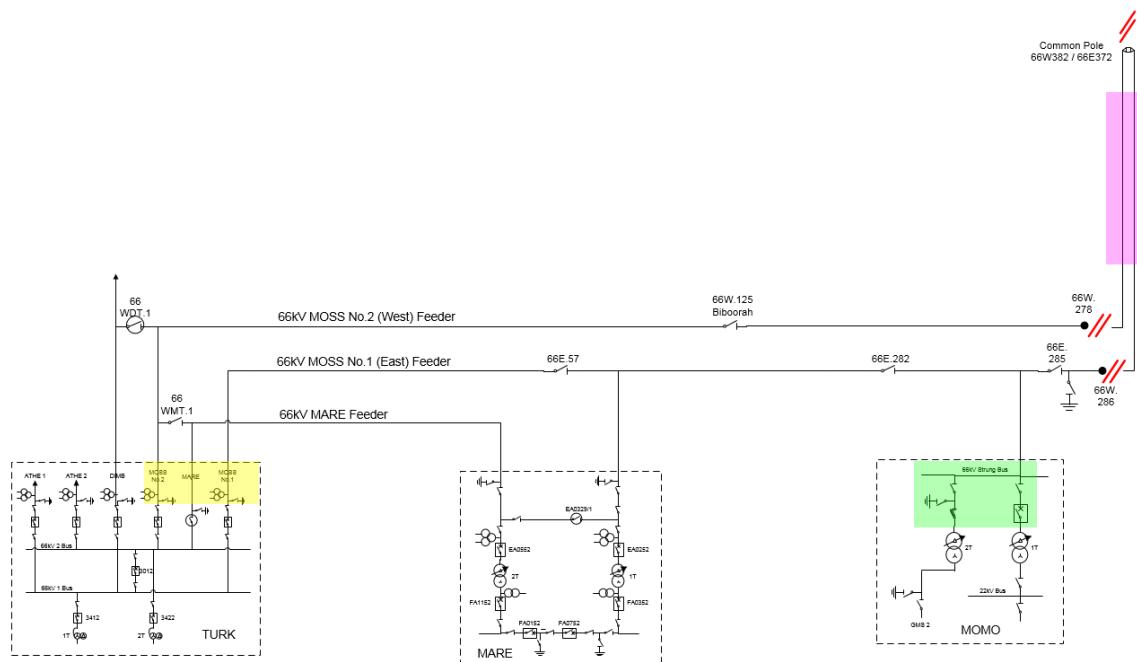 Common Pole
66W382 / 66E372
66
WDT.1
66kV MOSS No.2 (West) Feeder
66W.125
Biboorah
66W.
278
66kV MOSS No.1 (East) Feeder
66E.57
66E.282
66E.
285
66W.
286
66
WMT.1
66kV MARE Feeder
ATHE 1
ATHE 2
DIMB
MOSS
No.2
MARE
MOSS
No.1
66kV 2 Bus
3012
66kV 1 Bus
3412
3422
1T
2T
TURK
EA0329/1
EA0552
EA0252
2T
1T
FA1152
FA0352
FA0152
FA0752
MARE
66kV Strung Bus
2T
1T
22kV Bus
GMS 2
MOMO